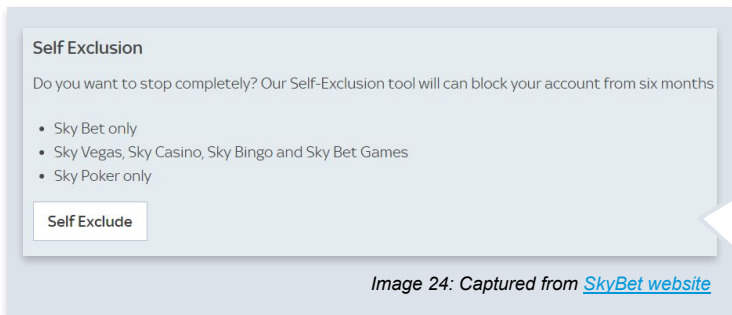 Self Exclusion
Do you want to stop completely? Our Self-Exclusion tool will can block your account from six months
• Sky Bet only
• Sky Vegas, Sky Casino, Sky Bingo and Sky Bet Games
• Sky Poker only
Self Exclude
Image 24: Captured from SkyBet website